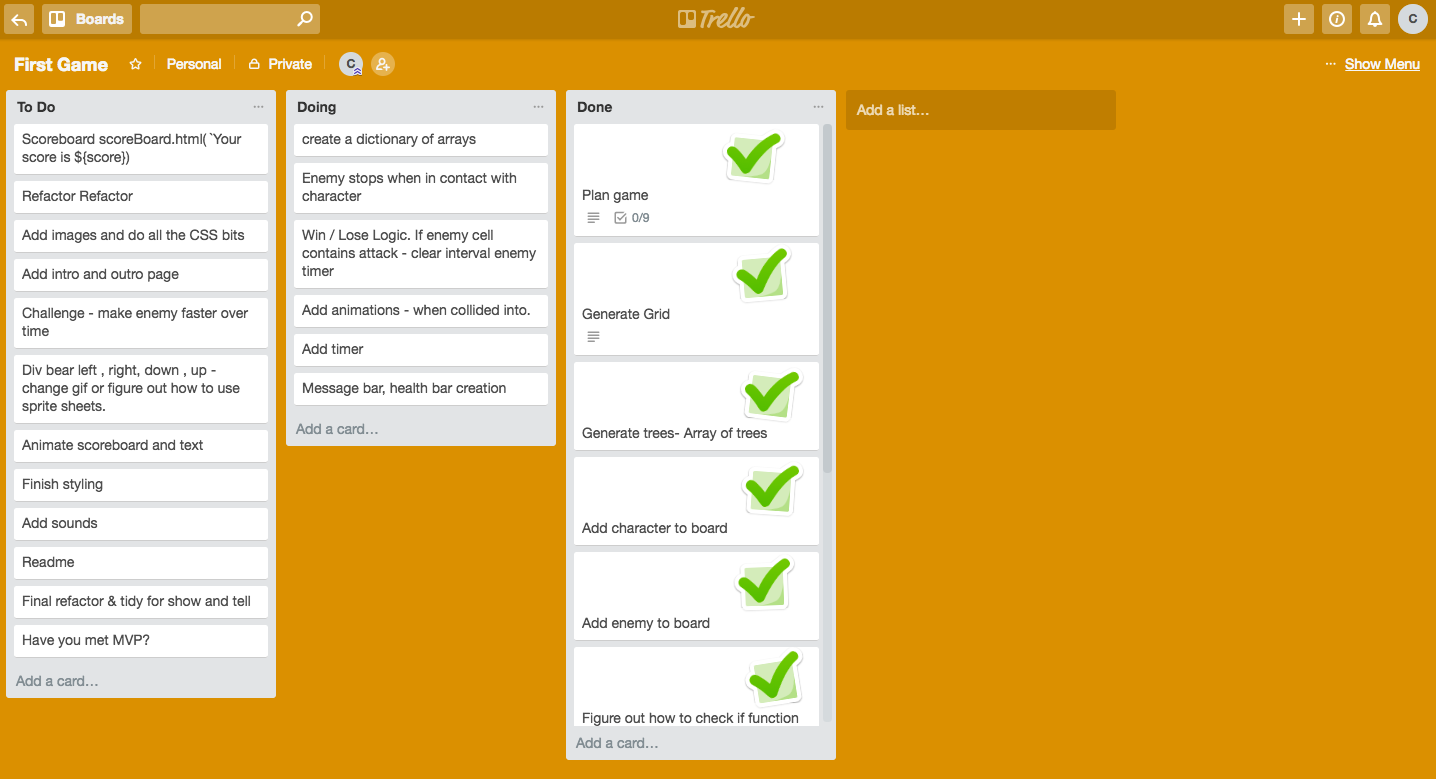 Boards
Trello
C
First Game
Personal
Private
C
... Show Menu
To Do
Scoreboard scoreBoard.html( `Your
score is ${score})
Refactor Refactor
Add images and do all the CSS bits
Add intro and outro page
Challenge - make enemy faster over
time
Div bear left , right, down , up -
change gif or figure out how to use
sprite sheets.
Animate scoreboard and text
Finish styling
Add sounds
Readme
Final refactor & tidy for show and tell
Have you met MVP?
Add a card…
Doing
create a dictionary of arrays
Enemy stops when in contact with
character
Win / Lose Logic. If enemy cell
contains attack - clear interval enemy
timer
Add animations - when collided into.
Add timer
Message bar, health bar creation
Add a card…
Done
Plan game
0/9
Generate Grid
Generate trees- Array of trees
Add character to board
Add enemy to board
Figure out how to check if function
Add a card…
Add a list…